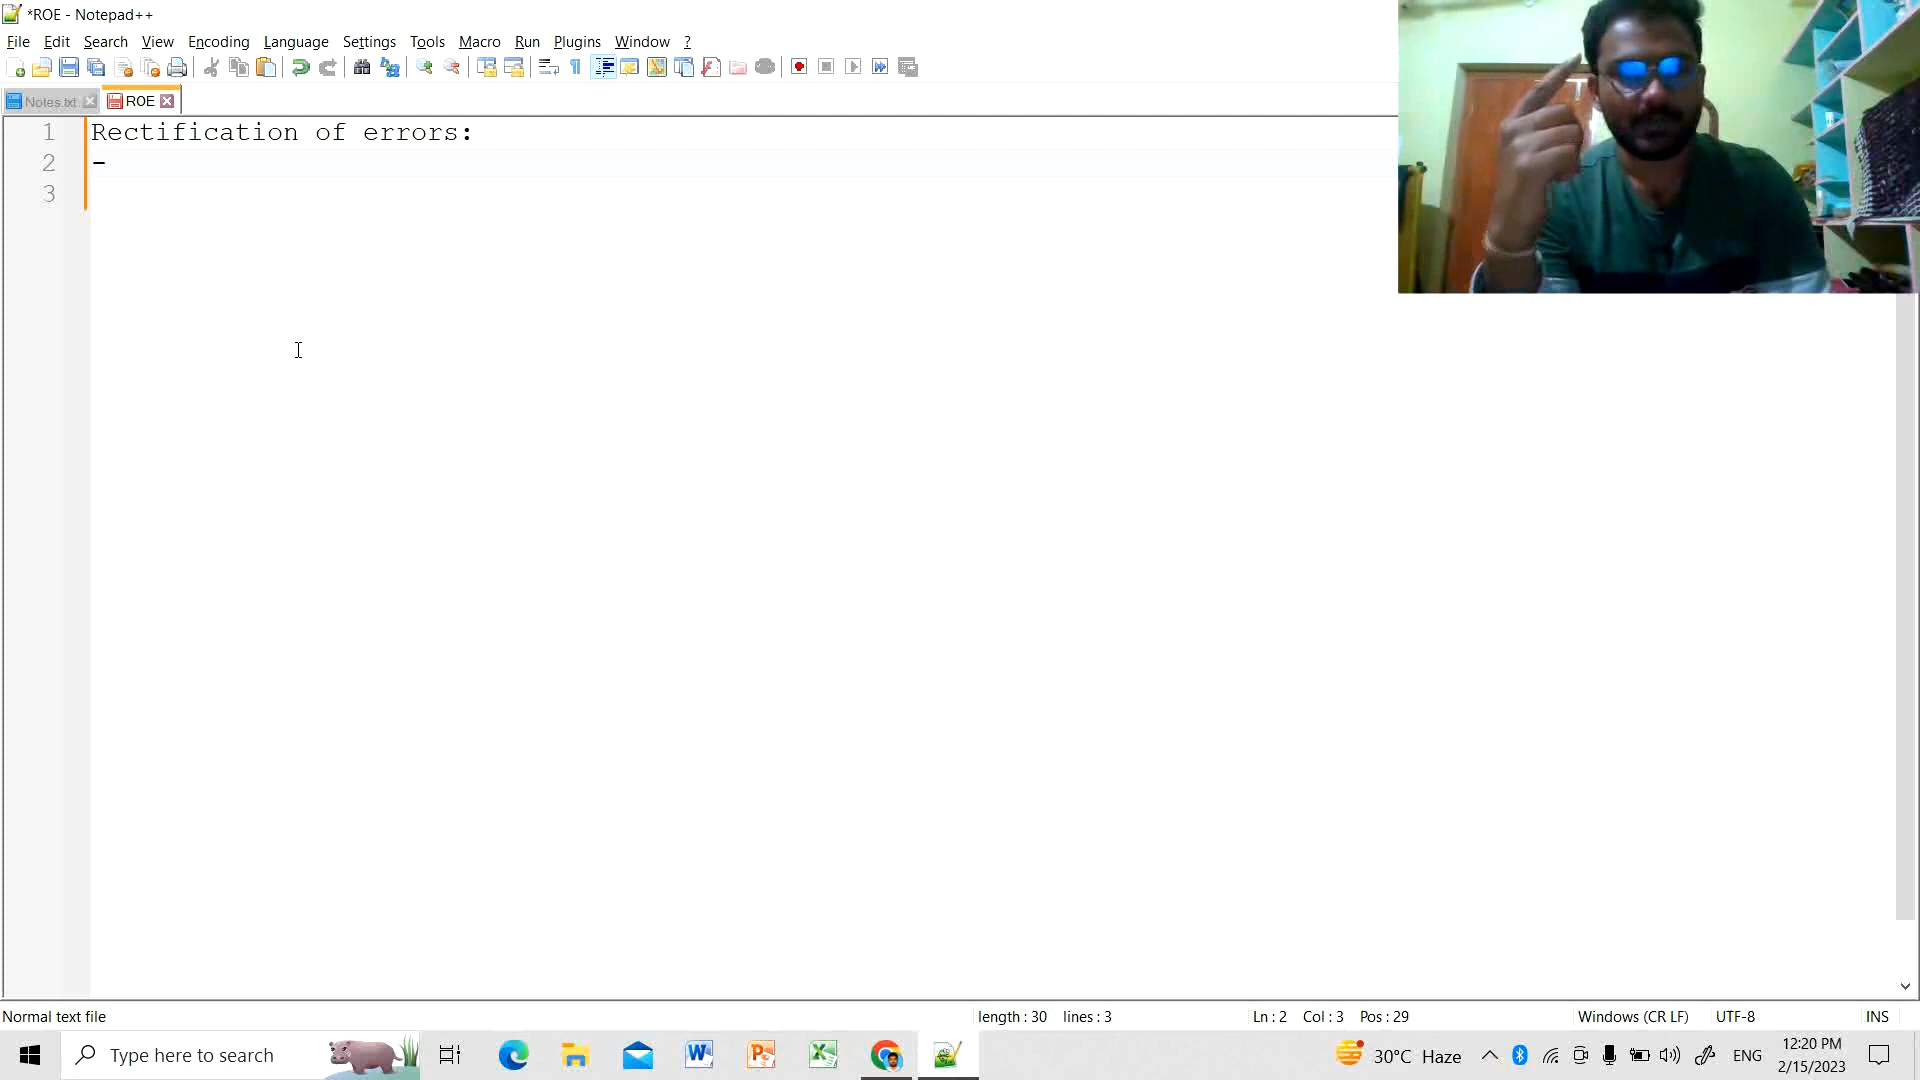 *ROE - Notepad++
File Edit Search View Encoding Language Settings Tools Macro Run Plugins Window ?
Notes.txt ROE
1 Rectification of errors:
2 -
3
Normal text file length : 30 lines : 3 Ln : 2 Col : 3 Pos : 29 Windows (CR LF) UTF-8 INS
Type here to search 30°C Haze ENG 12:20 PM
2/15/2023